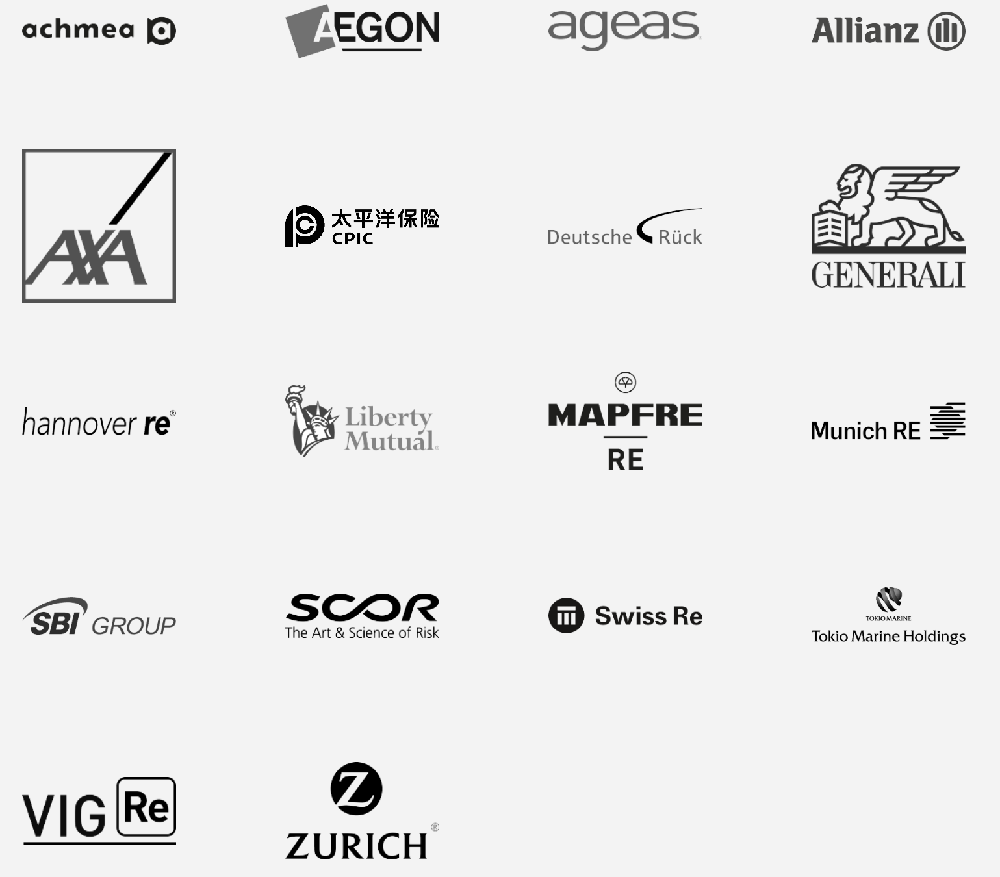 achmea
AEGON
ageas®
Allianz
AXA
太平洋保险
CPIC
Deutsche Rück
GENERALI
hannover re®
Liberty
Mutual®
MAPFRE
RE
Munich RE
SBI GROUP
SCOR
The Art & Science of Risk
Swiss Re
TOKIO MARINE
Tokio Marine Holdings
VIG Re
Z
ZURICH®